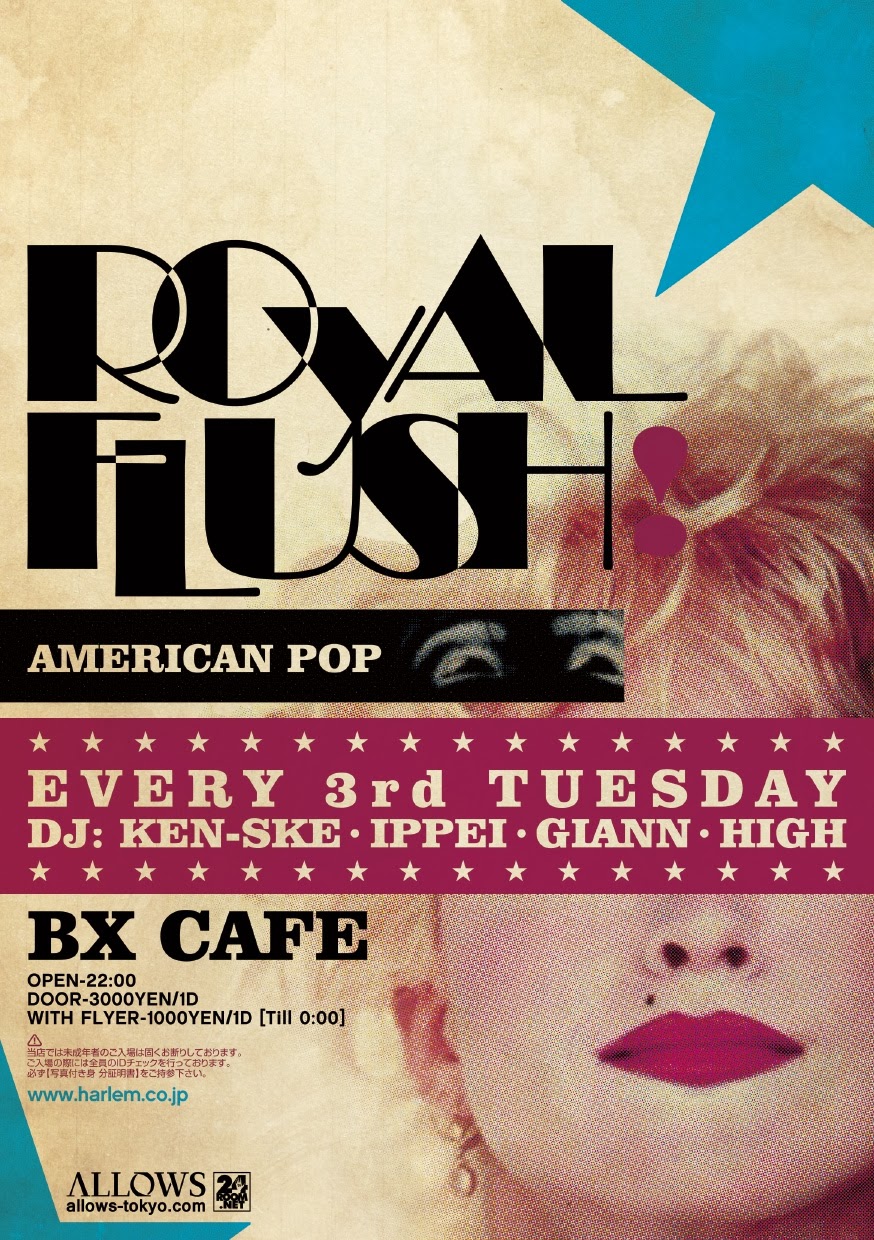 ROYAL
FLUSH!
AMERICAN POP
EVERY 3rd TUESDAY
DJ: KEN-SKE・IPPEI・GIANN・HIGH
BX CAFE
OPEN-22:00
DOOR-3000YEN/1D
WITH FLYER-1000YEN/1D [Till 0:00]
当店では未成年者のご入場は固くお断りしております。
ご入場の際には全員のIDチェックを行っております。
必ず【写真付き身 分証明書】をご持参下さい。
www.harlem.co.jp
ALLOWS
allows-tokyo.com
24
ROOM
.NET